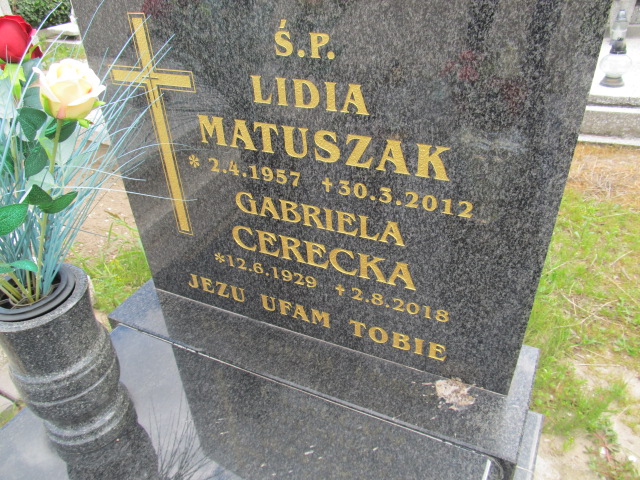 Ś.P.
LIDIA
MATUSZAK
* 2.4.1957 +30.3.2012
GABRIELA
CERECKA
*12.6.1929 +2.8.2018
JEZU UFAM TOBIE